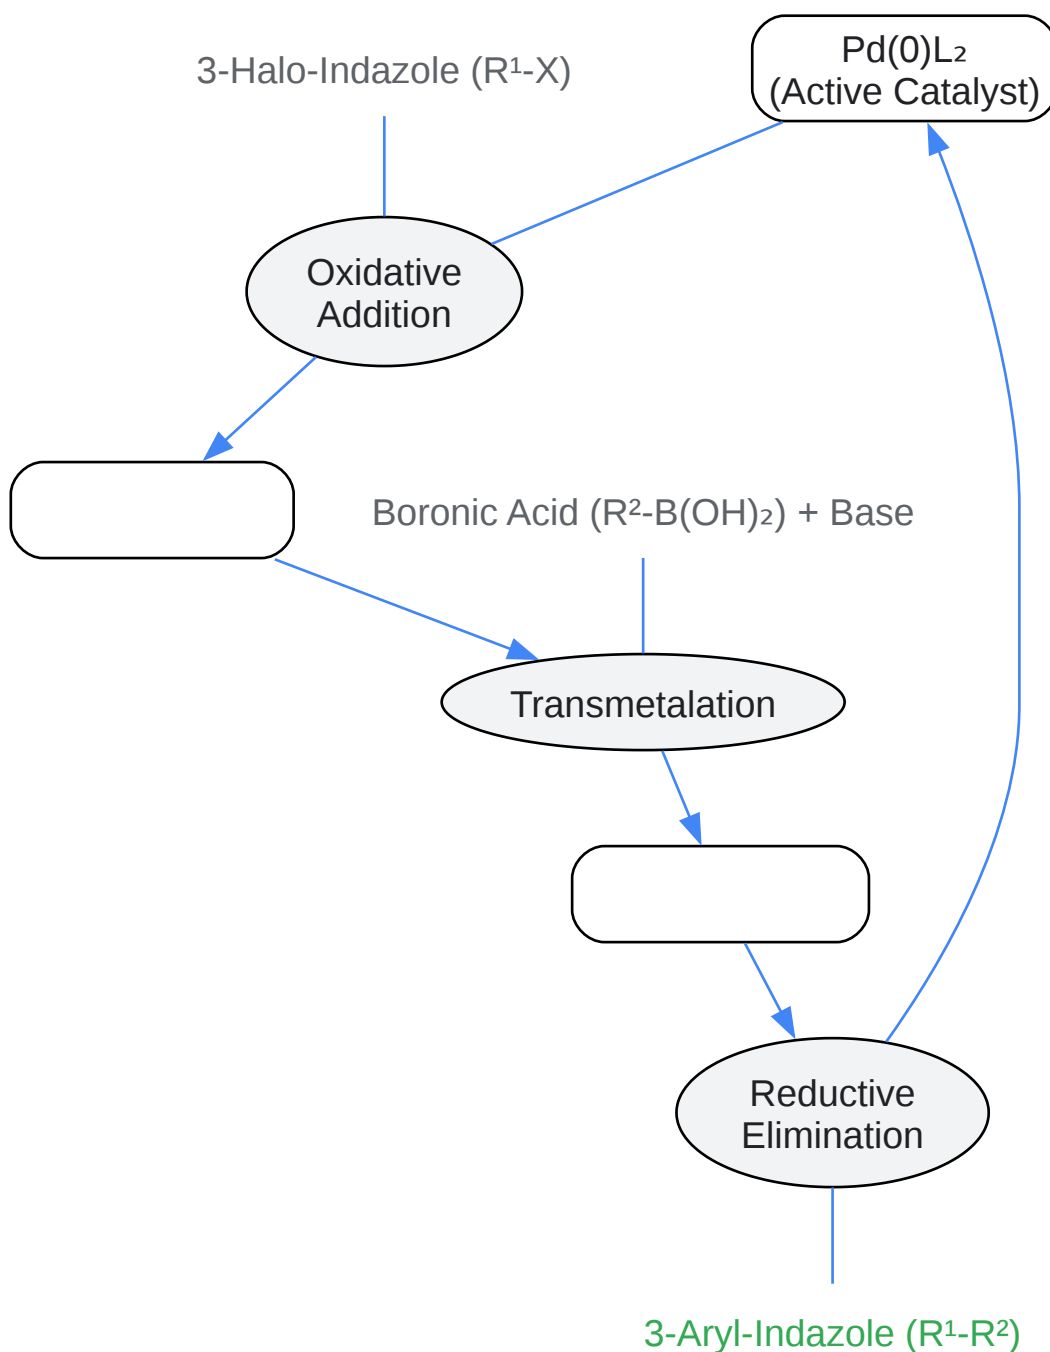 3-Halo-Indazole (R¹-X)
Pd(0)L₂
(Active Catalyst)
Oxidative
Addition
Boronic Acid (R²-B(OH)₂) + Base
Transmetalation
Reductive
Elimination
3-Aryl-Indazole (R¹-R²)